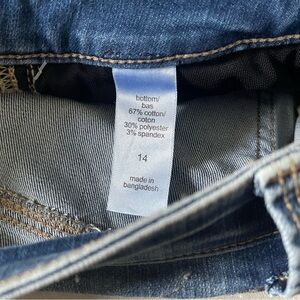 bottom/
bas
67% cotton/
coton
30% polyester
3% spandex
14
made in
bangladesh